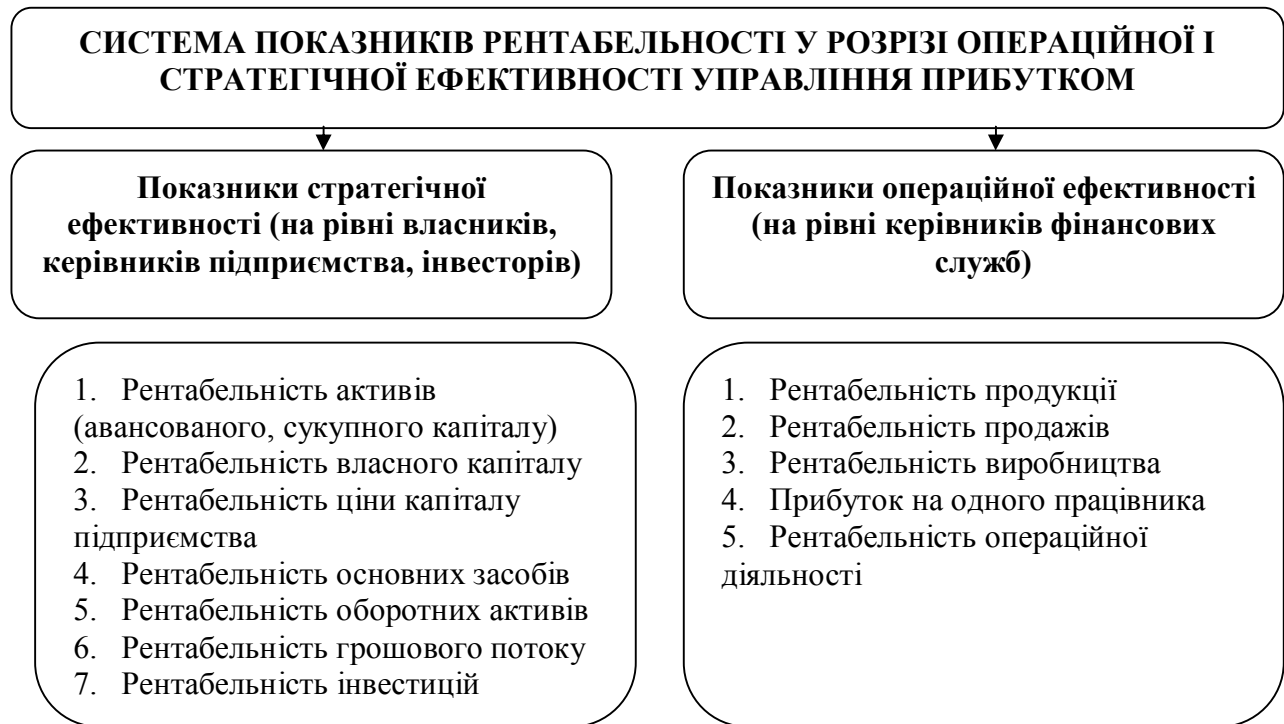 СИСТЕМА ПОКАЗНИКІВ РЕНТАБЕЛЬНОСТІ У РОЗРІЗІ ОПЕРАЦІЙНОЇ І
СТРАТЕГІЧНОЇ ЕФЕКТИВНОСТІ УПРАВЛІННЯ ПРИБУТКОМ
Показники стратегічної
ефективності (на рівні власників,
керівників підприємства, інвесторів)
Показники операційної ефективності
(на рівні керівників фінансових
служб)
1. Рентабельність активів
(авансованого, сукупного капіталу)
2. Рентабельність власного капіталу
3. Рентабельність ціни капіталу
підприємства
4. Рентабельність основних засобів
5. Рентабельність оборотних активів
6. Рентабельність грошового потоку
7. Рентабельність інвестицій
1. Рентабельність продукції
2. Рентабельність продажів
3. Рентабельність виробництва
4. Прибуток на одного працівника
5. Рентабельність операційної
діяльності